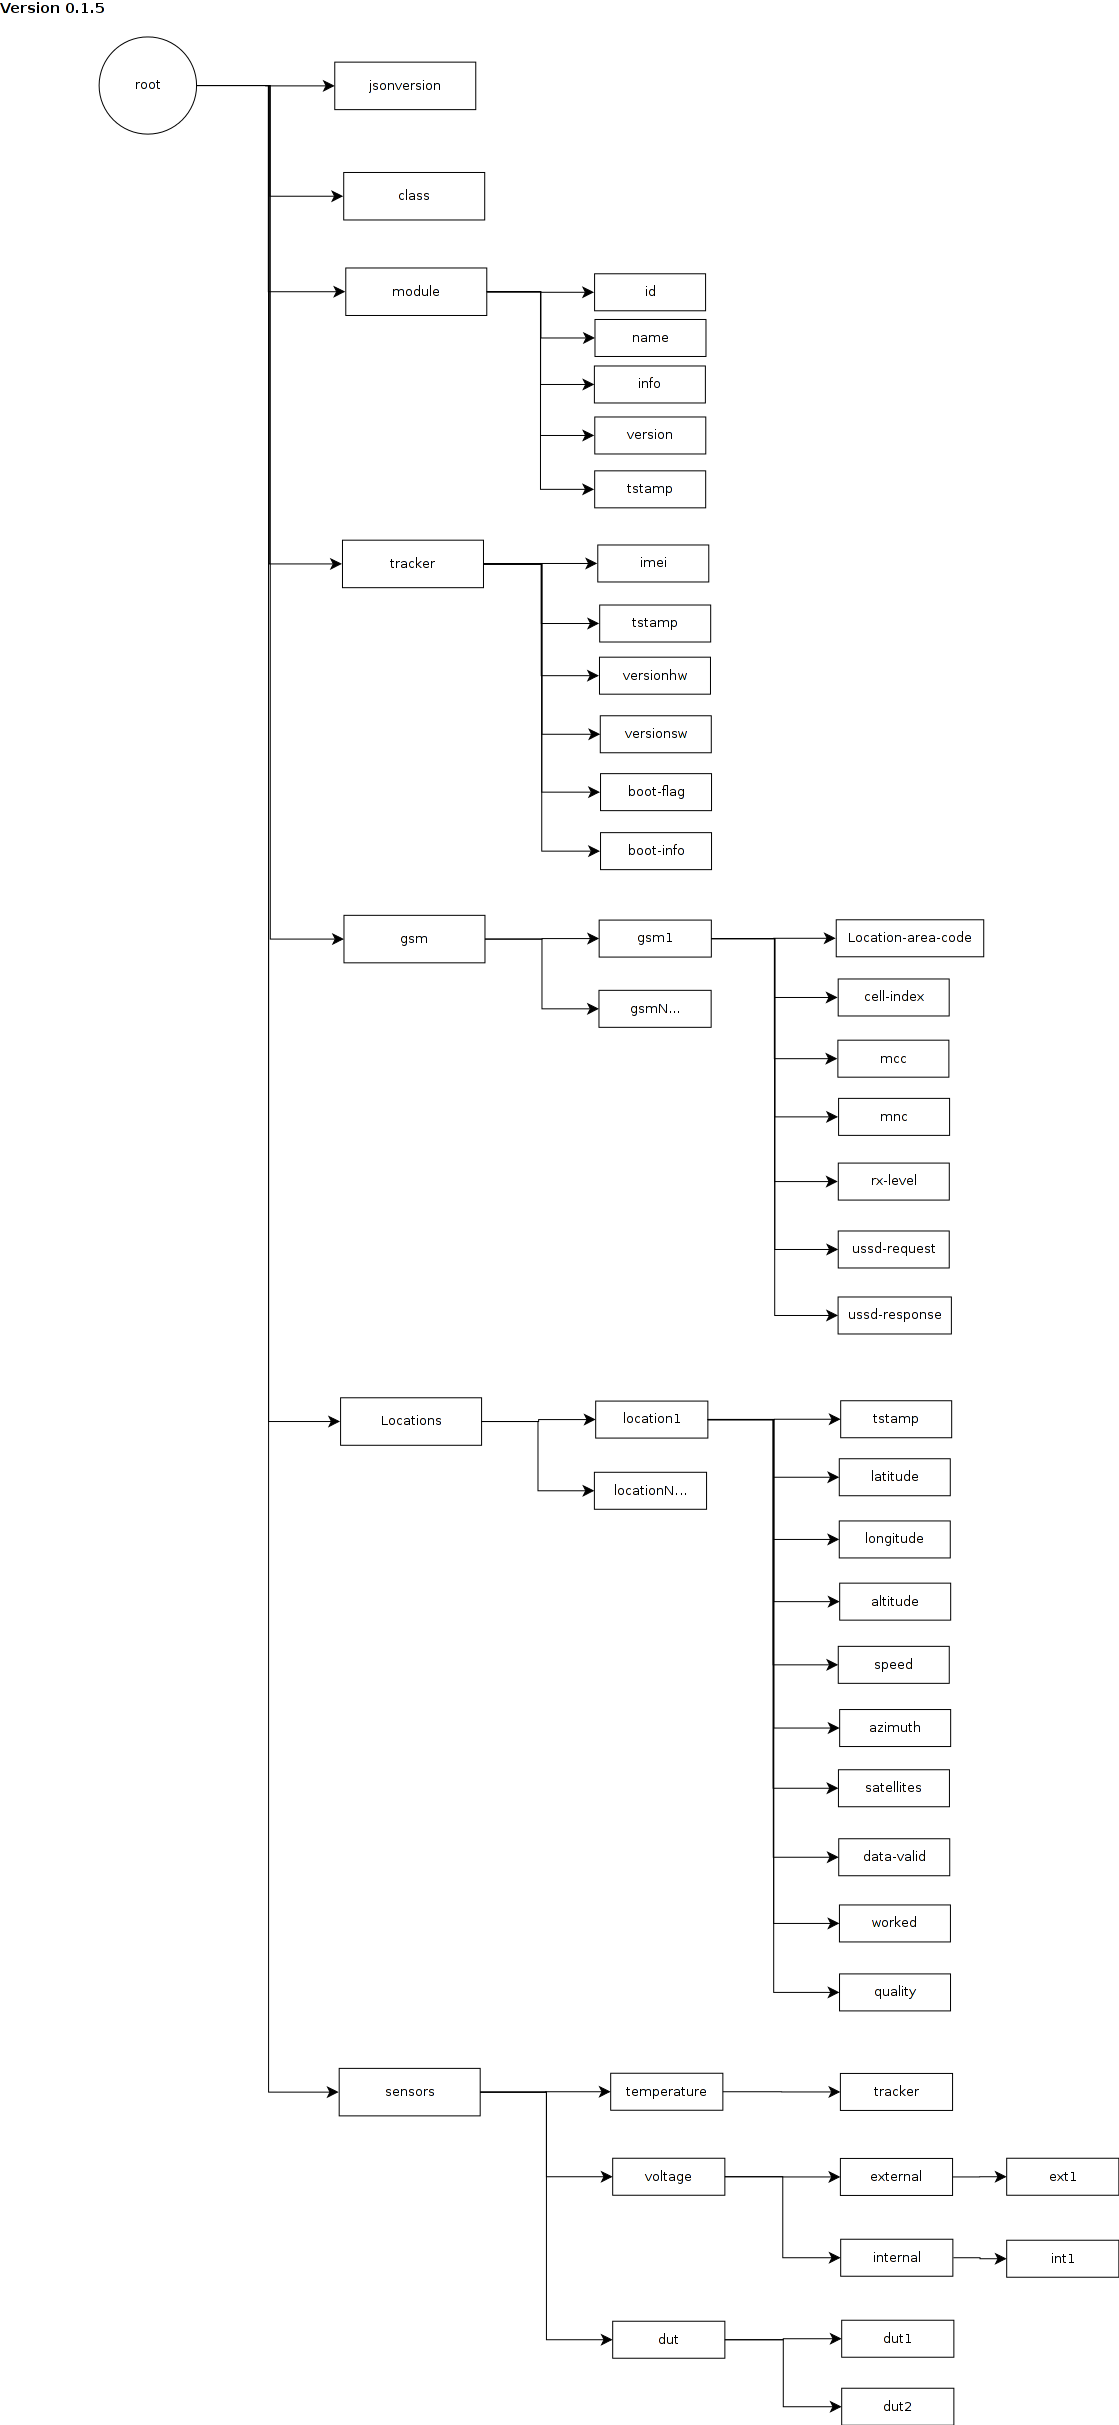 Version 0.1.5
root
jsonversion
class
module
id
name
info
version
tstamp
tracker
imei
tstamp
versionhw
versionsw
boot-flag
boot-info
gsm
gsm1
Location-area-code
cell-index
gsmN...
mcc
mnc
rx-level
ussd-request
ussd-response
Locations
location1
tstamp
latitude
locationN...
longitude
altitude
speed
azimuth
satellites
data-valid
worked
quality
sensors
temperature
tracker
voltage
external
ext1
internal
int1
dut
dut1
dut2